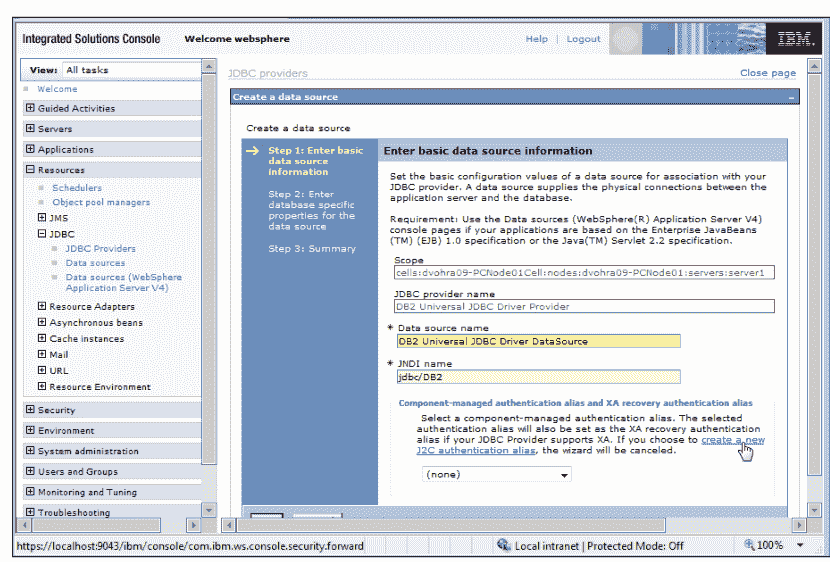 Integrated Solutions Console Welcome websphere Help Logout IBM.
View: All tasks
Welcome
Guided Activities
Servers
Applications
Resources
Schedulers
Object pool managers
JMS
JDBC
JDBC Providers
Data sources
Data sources (WebSphere
Application Server V4)
Resource Adapters
Asynchronous beans
Cache instances
Mail
URL
Resource Environment
Security
Environment
System administration
Users and Groups
Monitoring and Tuning
Troubleshooting
JDBC providers Close page
Create a data source
Create a data source
Step 1: Enter basic
data source
information
Step 2: Enter
database specific
properties for the
data source
Step 3: Summary
Enter basic data source information
Set the basic configuration values of a data source for association with your
JDBC provider. A data source supplies the physical connections between the
application server and the database.
Requirement: Use the Data sources (WebSphere(R) Application Server V4)
console pages if your applications are based on the Enterprise JavaBeans
(TM) (EJB) 1.0 specification or the Java(TM) Servlet 2.2 specification.
Scope
cells:dvohra09-PCNode01Cell:nodes:dvohra09-PCNode01:servers:server1
JDBC provider name
DB2 Universal JDBC Driver Provider
* Data source name
DB2 Universal JDBC Driver DataSource
* JNDI name
jdbc/DB2
Component-managed authentication alias and XA recovery authentication alias
Select a component-managed authentication alias. The selected
authentication alias will also be set as the XA recovery authentication
alias if your JDBC Provider supports XA. If you choose to create a new
J2C authentication alias, the wizard will be canceled.
(none)
https://localhost:9043/ibm/console/com.ibm.ws.console.security.forward Local intranet | Protected Mode: Off 100%